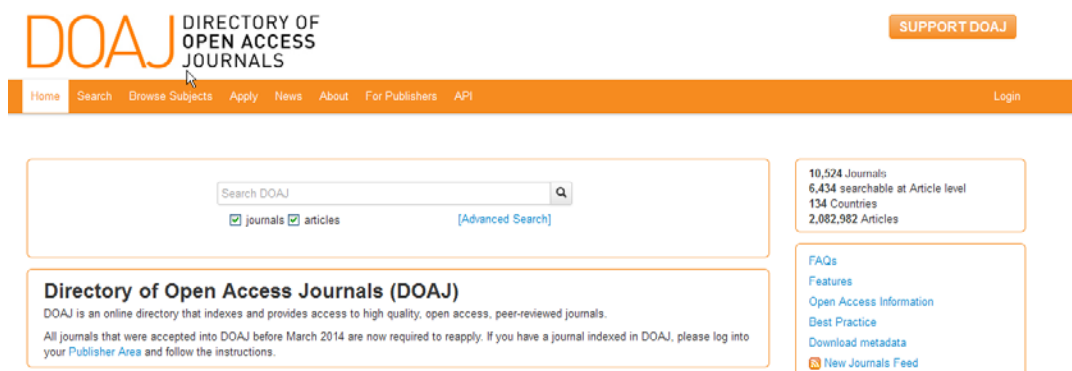 DOAJ
DIRECTORY OF
OPEN ACCESS
JOURNALS
SUPPORT DOAJ
Home Search Browse Subjects Apply News About For Publishers API Login
Search DOAJ
journals articles [Advanced Search]
10,524 Journals
6,434 searchable at Article level
134 Countries
2,082,982 Articles
Directory of Open Access Journals (DOAJ)
DOAJ is an online directory that indexes and provides access to high quality, open access, peer-reviewed journals.
All journals that were accepted into DOAJ before March 2014 are now required to reapply. If you have a journal indexed in DOAJ, please log into
your Publisher Area and follow the instructions.
FAQs
Features
Open Access Information
Best Practice
Download metadata
New Journals Feed